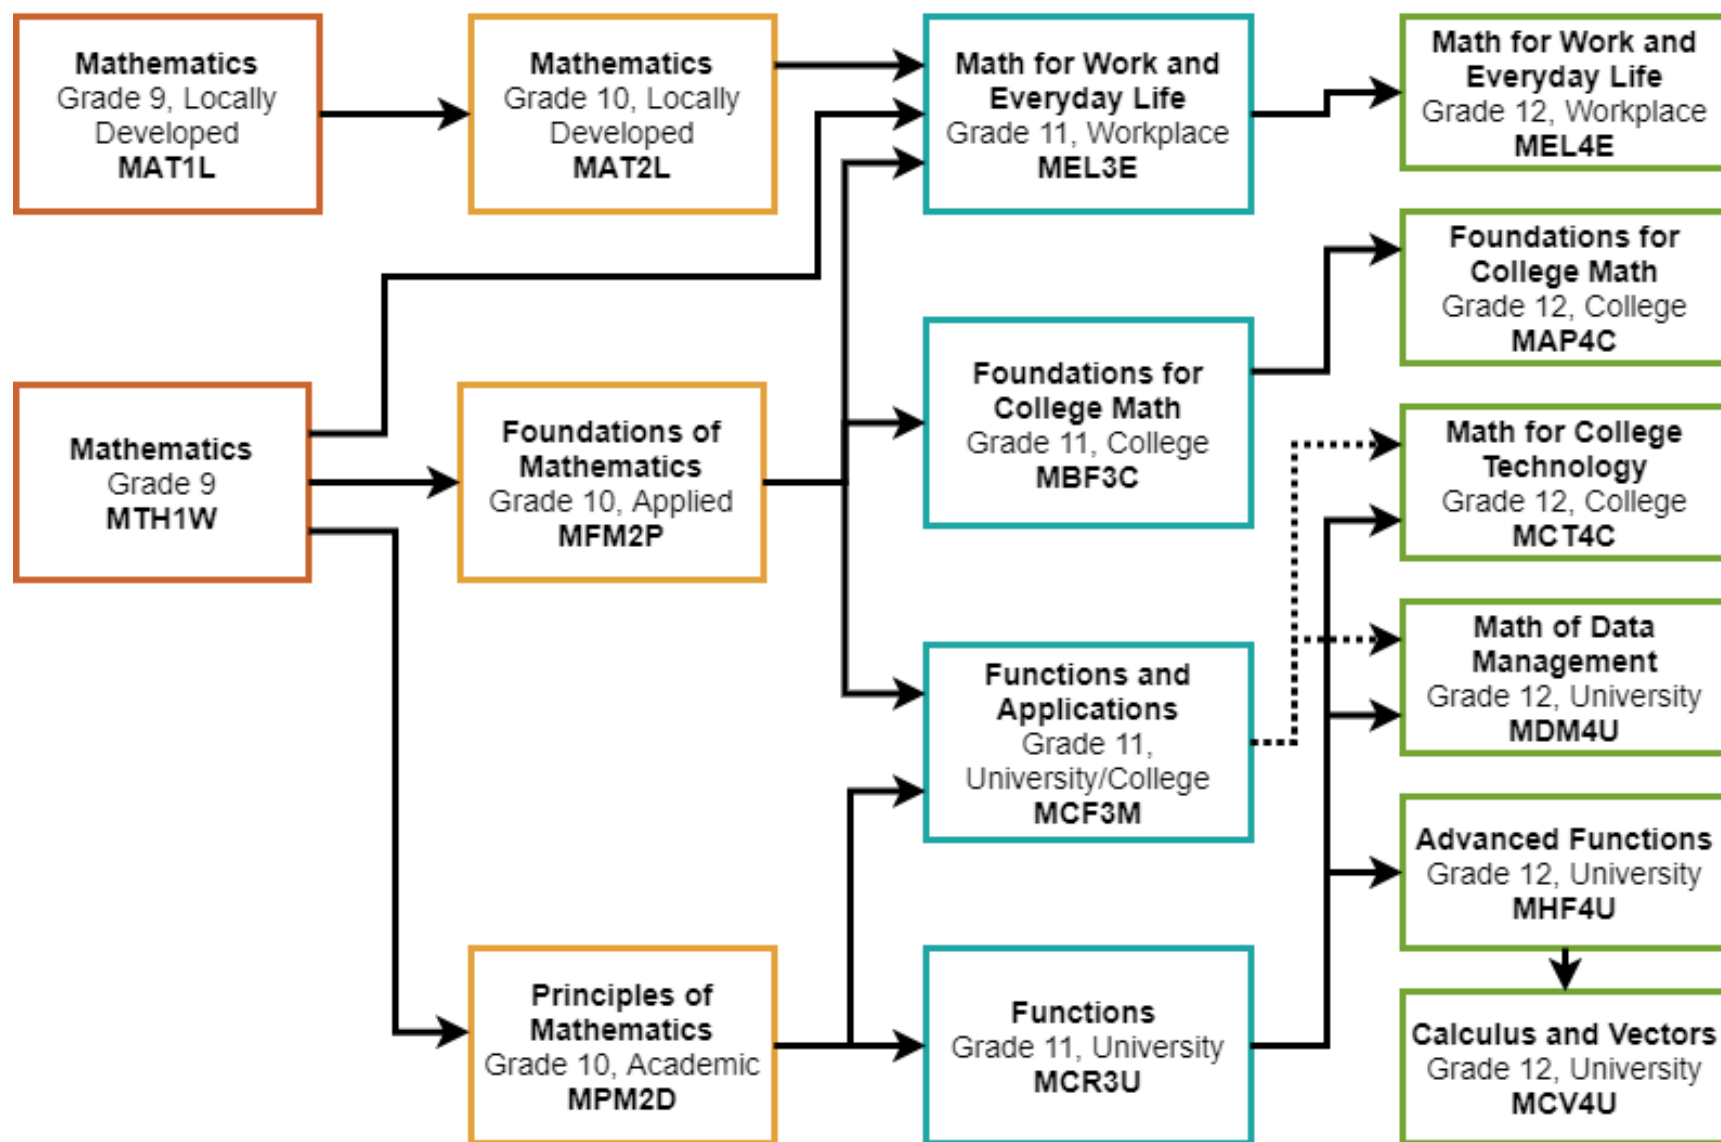 Mathematics
Grade 9, Locally
Developed
MAT1L
Mathematics
Grade 10, Locally
Developed
MAT2L
Math for Work and
Everyday Life
Grade 11, Workplace
MEL3E
Math for Work and
Everyday Life
Grade 12, Workplace
MEL4E
Foundations for
College Math
Grade 12, College
MAP4C
Mathematics
Grade 9
MTH1W
Foundations of
Mathematics
Grade 10, Applied
MFM2P
Foundations for
College Math
Grade 11, College
MBF3C
Math for College
Technology
Grade 12, College
MCT4C
Functions and
Applications
Grade 11,
University/College
MCF3M
Math of Data
Management
Grade 12, University
MDM4U
Advanced Functions
Grade 12, University
MHF4U
Principles of
Mathematics
Grade 10, Academic
MPM2D
Functions
Grade 11, University
MCR3U
Calculus and Vectors
Grade 12, University
MCV4U